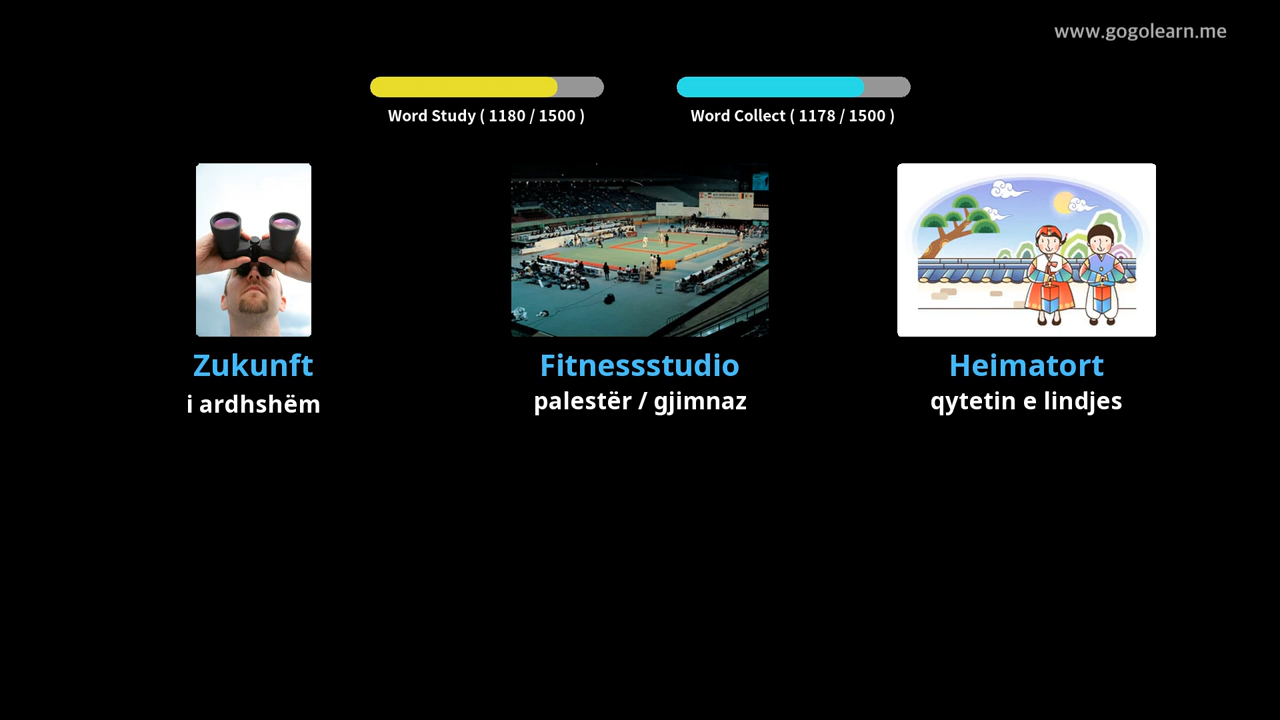 www.gogolearn.me
Word Study ( 1180 / 1500 )
Word Collect ( 1178 / 1500 )
Zukunft
i ardhshëm
Fitnessstudio
palestër / gjimnaz
Heimatort
qytetin e lindjes